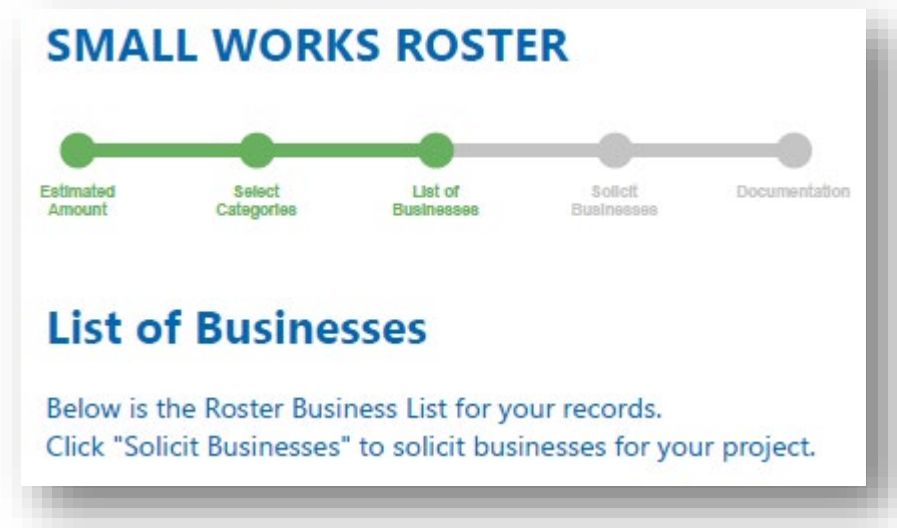 SMALL WORKS ROSTER
Estimated Amount
Select Categories
List of Businesses
Solicit Businesses
Documentation
List of Businesses
Below is the Roster Business List for your records.
Click "Solicit Businesses" to solicit businesses for your project.